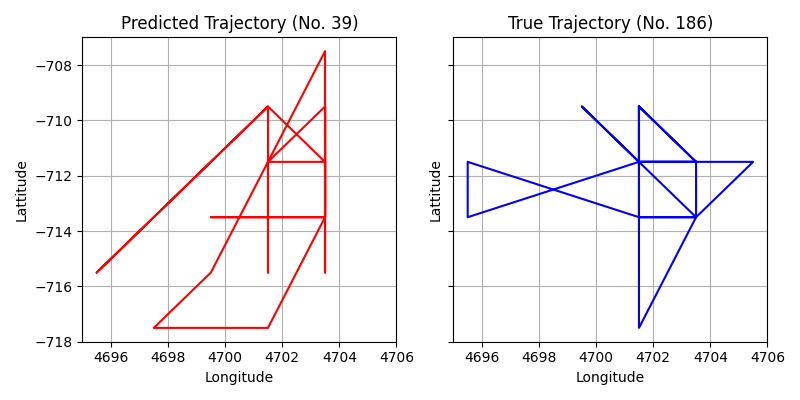 Predicted Trajectory (No. 39)
True Trajectory (No. 186)
−708
−710
−712
−714
−716
−718
Lattitude
Lattitude
4696 4698 4700 4702 4704 4706
4696 4698 4700 4702 4704 4706
Longitude
Longitude